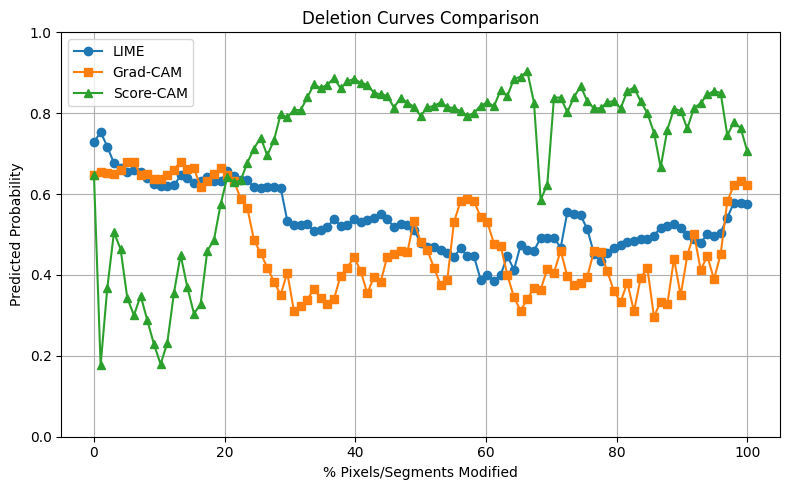 Deletion Curves Comparison
LIME
Grad-CAM
Score-CAM
Predicted Probability
1.0
0.8
0.6
0.4
0.2
0.0
0 20 40 60 80 100
% Pixels/Segments Modified